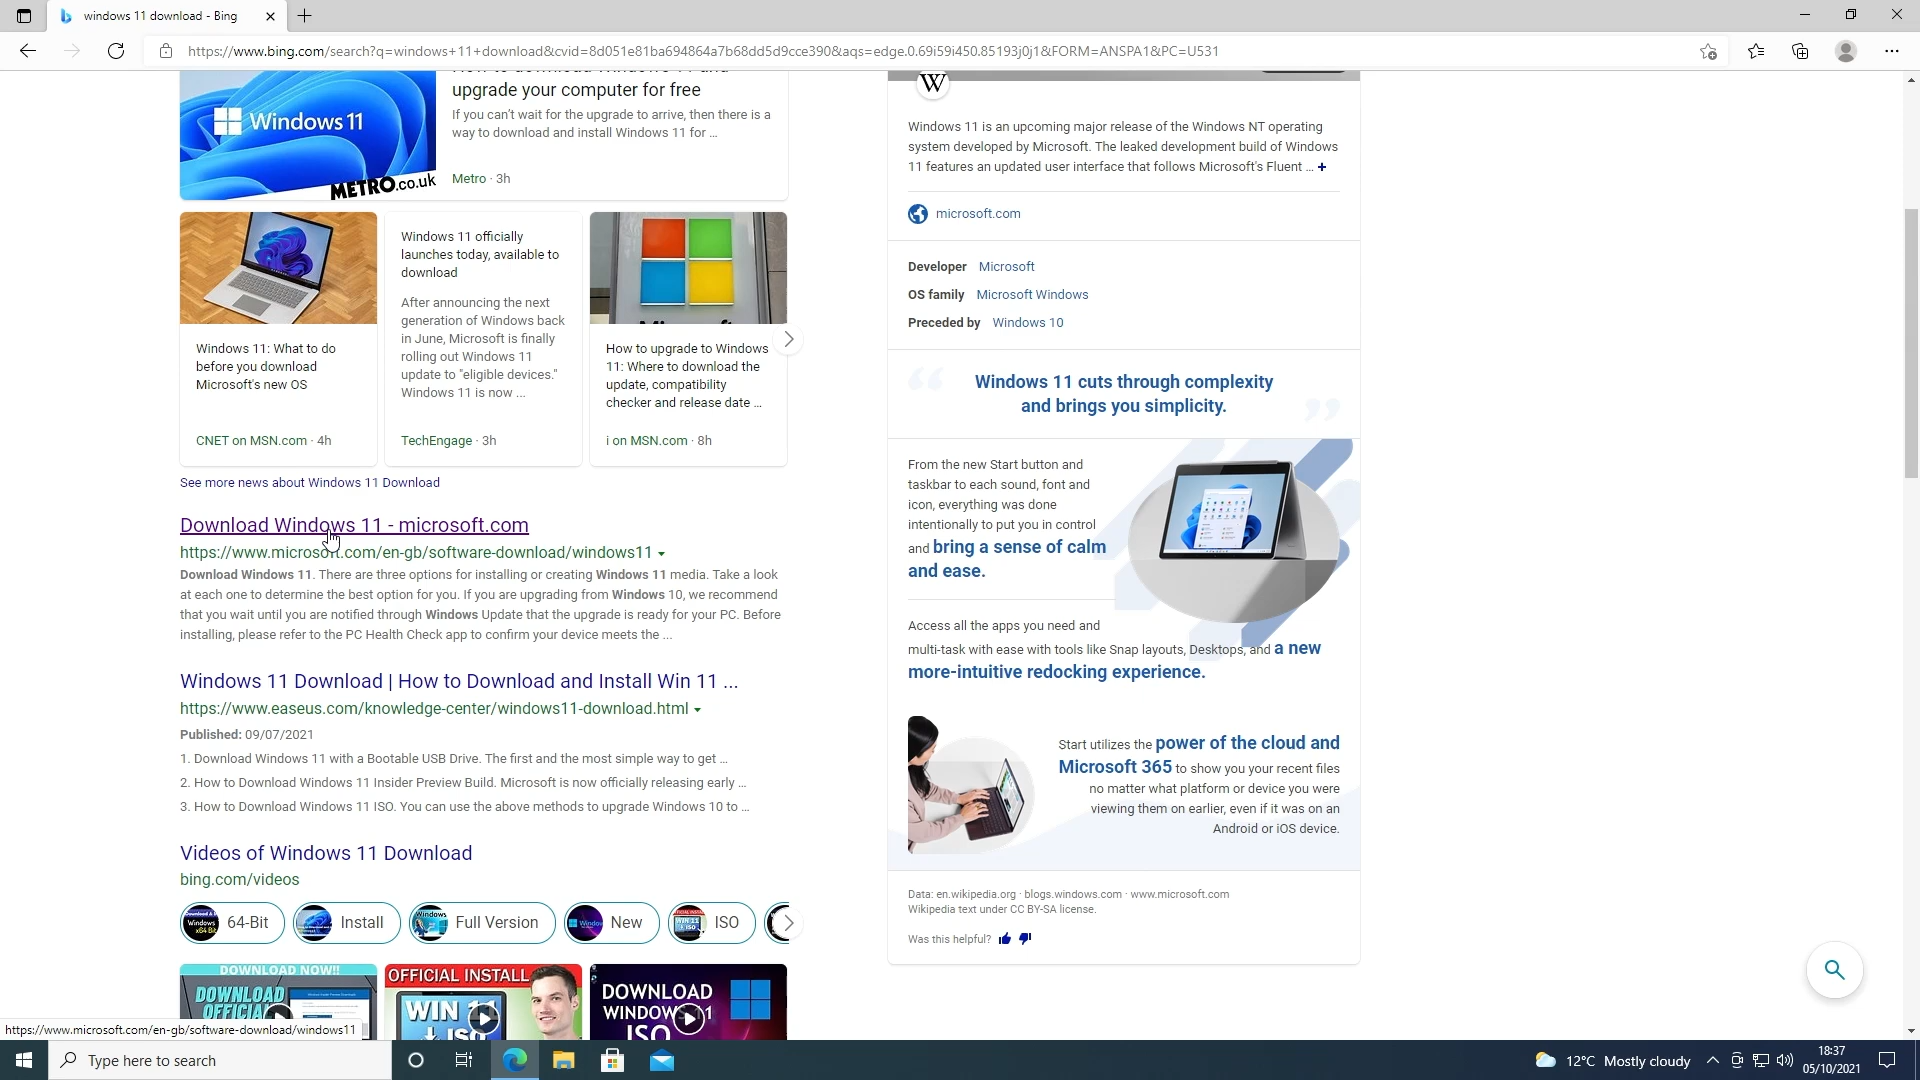 windows 11 download - Bing
https://www.bing.com/search?q=windows+11+download&cvid=8d051e81ba694864a7b68dd5d9cce390&aqs=edge.0.69i59i450.85193j0j1&FORM=ANSPA1&PC=U531
How to download Windows 11 and
upgrade your computer for free
If you can't wait for the upgrade to arrive, then there is a
way to download and install Windows 11 for ...
Metro · 3h
Windows 11
METRO.co.uk
Windows 11: What to do
before you download
Microsoft's new OS
CNET on MSN.com · 4h
Windows 11 officially
launches today, available to
download
After announcing the next
generation of Windows back
in June, Microsoft is finally
rolling out Windows 11
update to "eligible devices."
Windows 11 is now ...
TechEngage · 3h
How to upgrade to Windows
11: Where to download the
update, compatibility
checker and release date ...
i on MSN.com · 8h
See more news about Windows 11 Download
Download Windows 11 - microsoft.com
https://www.microsoft.com/en-gb/software-download/windows11
Download Windows 11. There are three options for installing or creating Windows 11 media. Take a look
at each one to determine the best option for you. If you are upgrading from Windows 10, we recommend
that you wait until you are notified through Windows Update that the upgrade is ready for your PC. Before
installing, please refer to the PC Health Check app to confirm your device meets the ...
Windows 11 Download | How to Download and Install Win 11 ...
https://www.easeus.com/knowledge-center/windows11-download.html
Published: 09/07/2021
1. Download Windows 11 with a Bootable USB Drive. The first and the most simple way to get ...
2. How to Download Windows 11 Insider Preview Build. Microsoft is now officially releasing early ...
3. How to Download Windows 11 ISO. You can use the above methods to upgrade Windows 10 to ...
Videos of Windows 11 Download
bing.com/videos
64-Bit
Install
Full Version
New
ISO
DOWNLOAD NOW!!
DOWNLOAD
OFFICIAL
OFFICIAL INSTALL
WIN 11
ISO
DOWNLOAD
WINDOWS 11
ISO
W
Windows 11 is an upcoming major release of the Windows NT operating
system developed by Microsoft. The leaked development build of Windows
11 features an updated user interface that follows Microsoft's Fluent ... +
microsoft.com
Developer Microsoft
OS family Microsoft Windows
Preceded by Windows 10
“ Windows 11 cuts through complexity
and brings you simplicity. ”
From the new Start button and
taskbar to each sound, font and
icon, everything was done
intentionally to put you in control
and bring a sense of calm
and ease.
Access all the apps you need and
multi-task with ease with tools like Snap layouts, Desktops, and a new
more-intuitive redocking experience.
Start utilizes the power of the cloud and
Microsoft 365 to show you your recent files
no matter what platform or device you were
viewing them on earlier, even if it was on an
Android or iOS device.
Data: en.wikipedia.org · blogs.windows.com · www.microsoft.com
Wikipedia text under CC BY-SA license.
Was this helpful?
https://www.microsoft.com/en-gb/software-download/windows11
Type here to search
12°C Mostly cloudy
18:37
05/10/2021